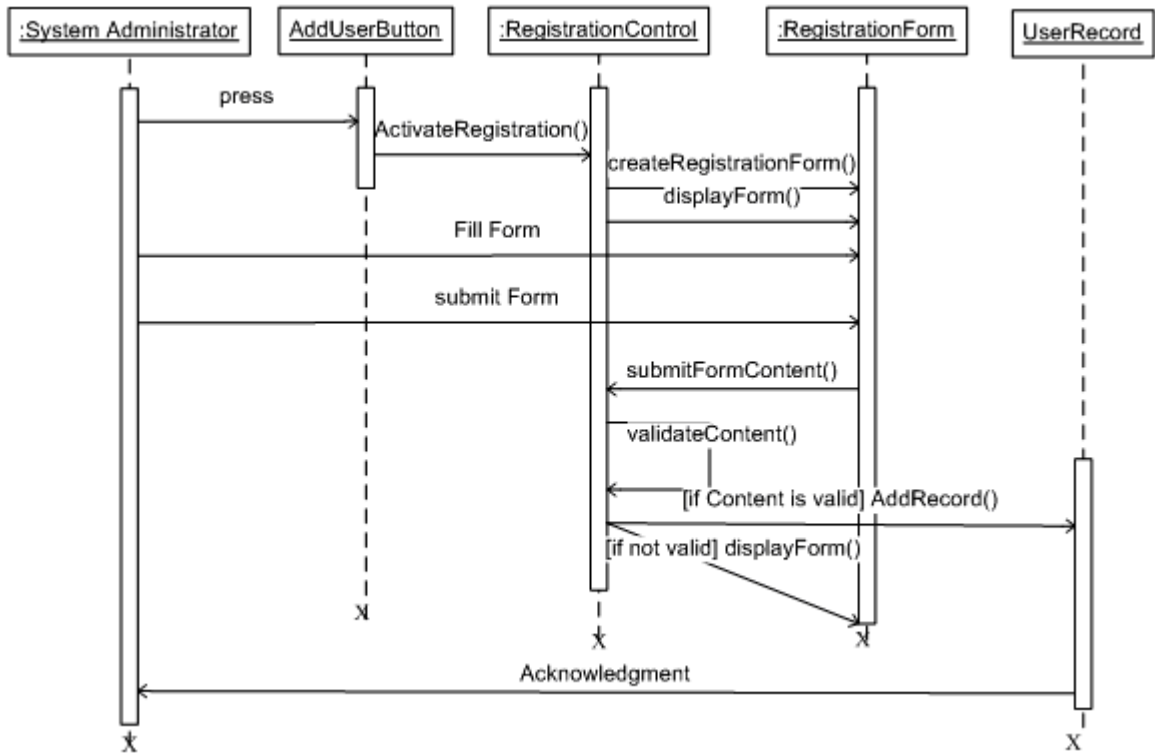 :System Administrator
AddUserButton
:RegistrationControl
:RegistrationForm
UserRecord
press
ActivateRegistration()
createRegistrationForm()
displayForm()
Fill Form
submit Form
submitFormContent()
validateContent()
[if Content is valid] AddRecord()
[if not valid] displayForm()
X
X
X
Acknowledgment
X
X